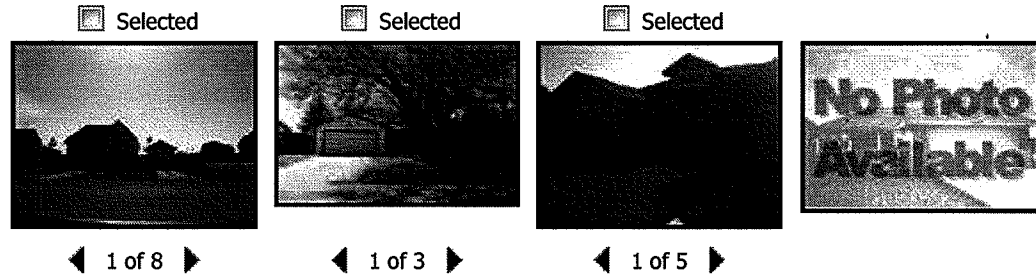 Selected Selected Selected
No Photo
Available
1 of 8 1 of 3 1 of 5